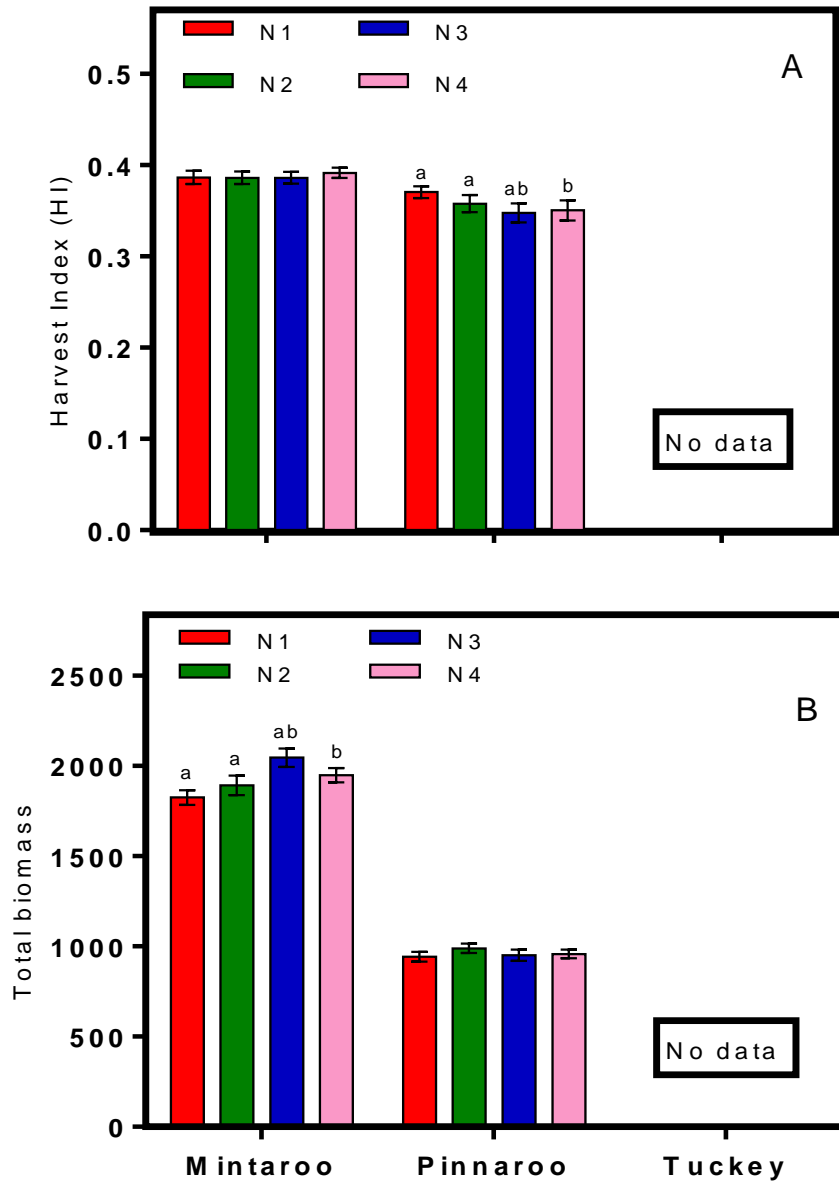 N1 N3
A
N2 N4
0.5
0.4
0.3
0.2
0.1
0.0
Harvest Index (HI)
a a ab b
No data
N1 N3
N2 N4
B
2500
2000
1500
1000
500
0
Total biomass
a a ab b
No data
Mintaroo Pinnaroo Tuckey